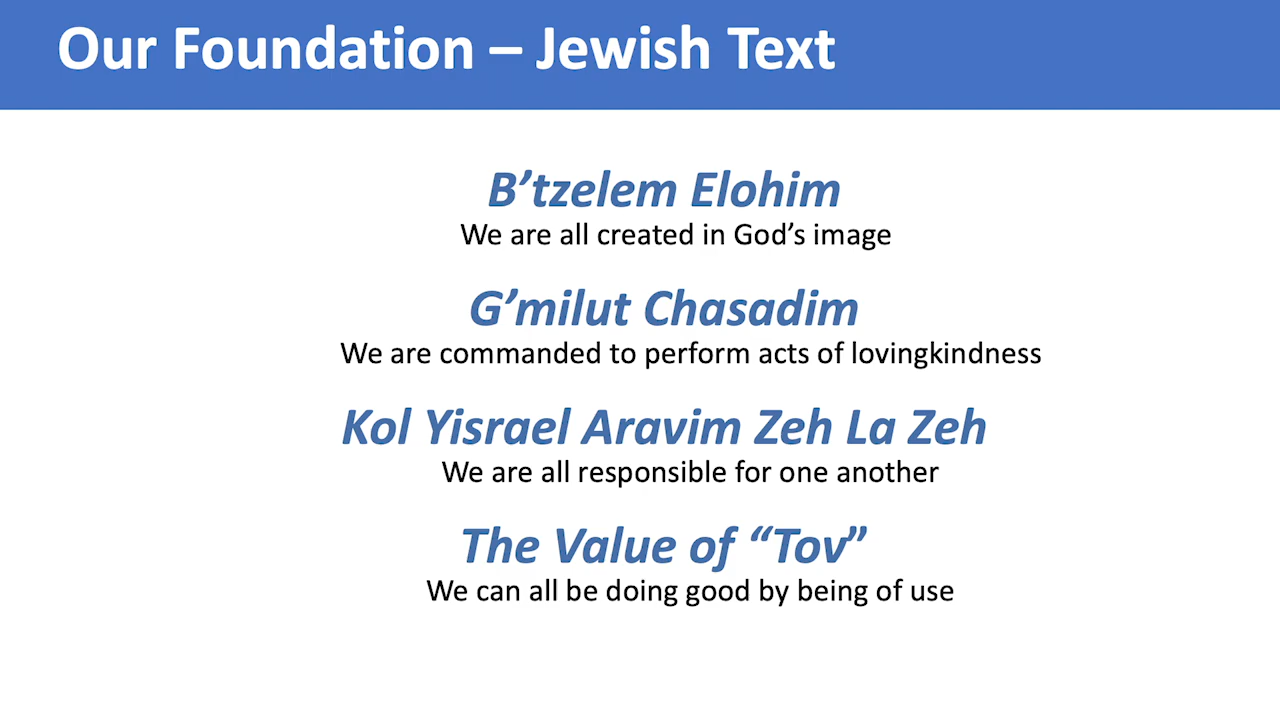 Our Foundation – Jewish Text
B’tzelem Elohim
We are all created in God’s image
G’milut Chasadim
We are commanded to perform acts of lovingkindness
Kol Yisrael Aravim Zeh La Zeh
We are all responsible for one another
The Value of “Tov”
We can all be doing good by being of use